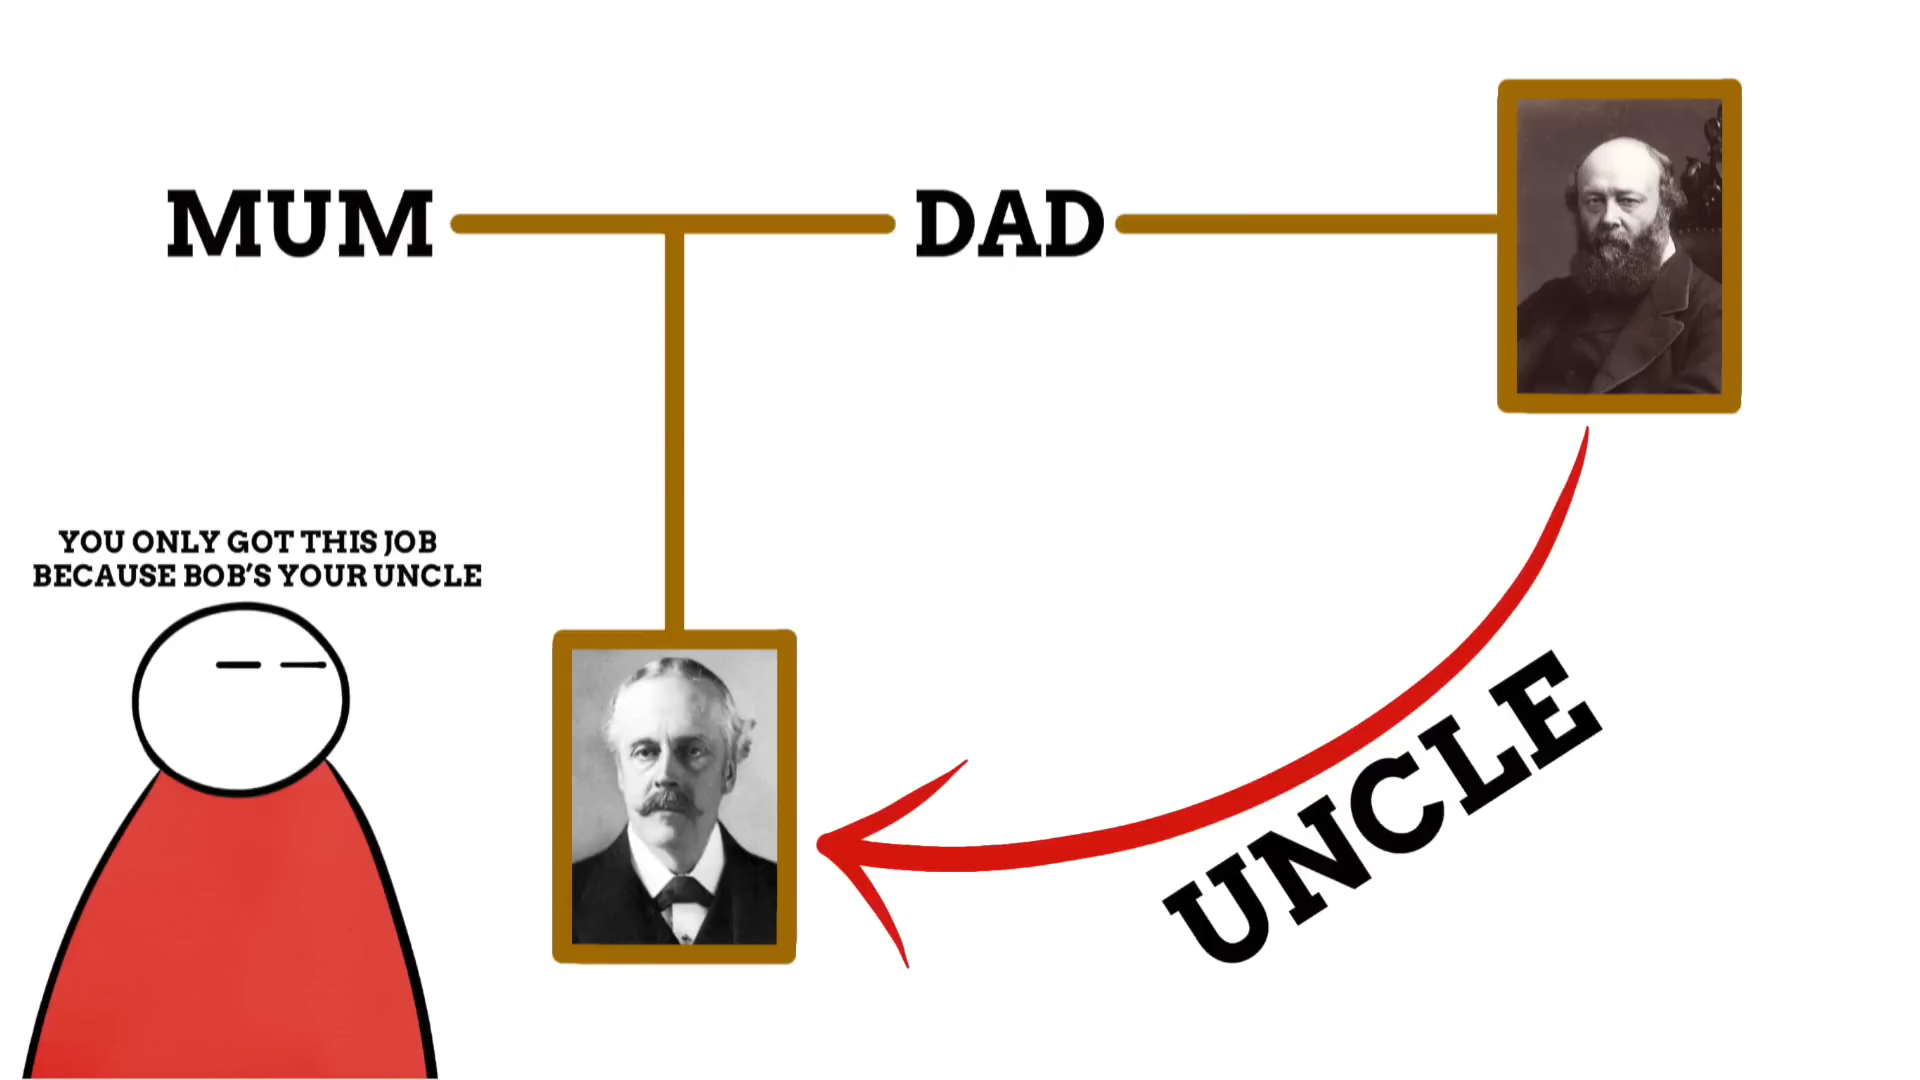 MUM
DAD
YOU ONLY GOT THIS JOB
BECAUSE BOB'S YOUR UNCLE
UNCLE